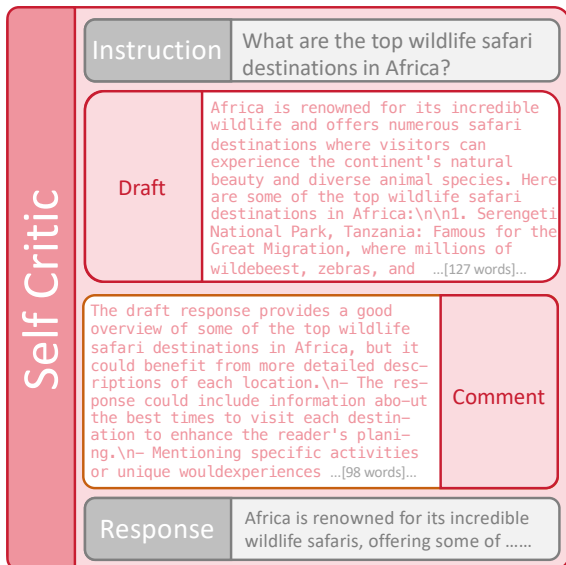 Self Critic
Instruction
What are the top wildlife safari
destinations in Africa?
Draft
Africa is renowned for its incredible
wildlife and offers numerous safari
destinations where visitors can
experience the continent's natural
beauty and diverse animal species. Here
are some of the top wildlife safari
destinations in Africa:\n\n1. Serengeti
National Park, Tanzania: Famous for the
Great Migration, where millions of
wildebeest, zebras, and ...[127 words]...
The draft response provides a good
overview of some of the top wildlife
safari destinations in Africa, but it
could benefit from more detailed desc-
riptions of each location.\n- The res-
ponse could include information abo-ut
the best times to visit each destin-
ation to enhance the reader's plani-
ng.\n- Mentioning specific activities
or unique wouldexperiences ...[98 words]...
Comment
Response
Africa is renowned for its incredible
wildlife safaris, offering some of ......